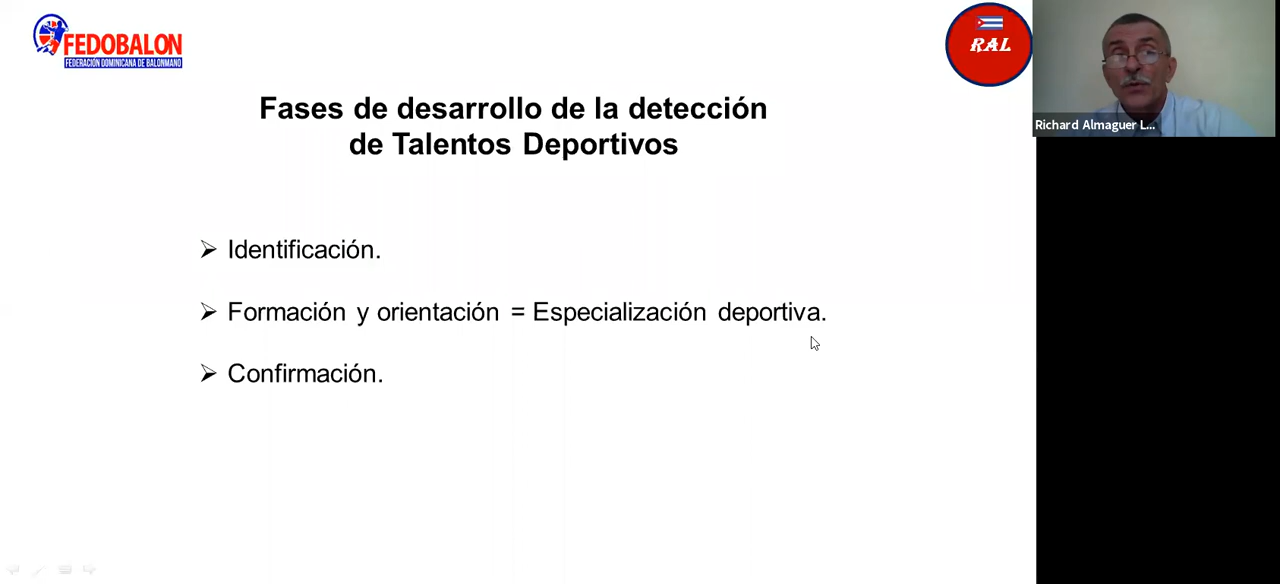 FEDOBALON
FEDERACIÓN DOMINICANA DE BALONMANO
RAL
Richard Almaguer L...
Fases de desarrollo de la detección
de Talentos Deportivos
➢ Identificación.
➢ Formación y orientación = Especialización deportiva.
➢ Confirmación.